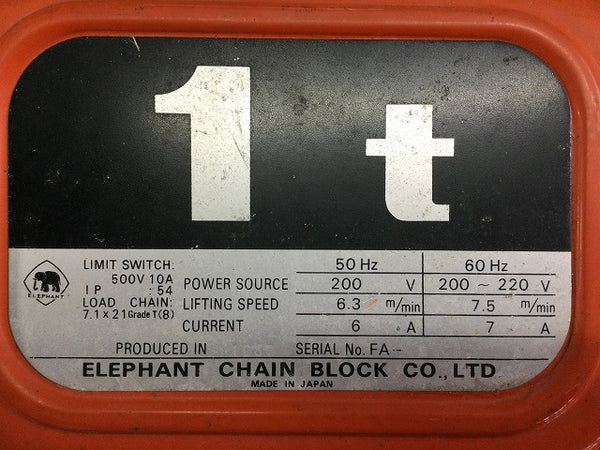 1 t
LIMIT SWITCH:
500V 10A
I P : 54
LOAD CHAIN:
7.1 × 21 Grade T(8)
ELEPHANT
50 Hz 60 Hz
POWER SOURCE 200 V 200 ~ 220 V
LIFTING SPEED 6.3 m/min 7.5 m/min
CURRENT 6 A 7 A
PRODUCED IN SERIAL No. FA-
ELEPHANT CHAIN BLOCK CO., LTD
MADE IN JAPAN